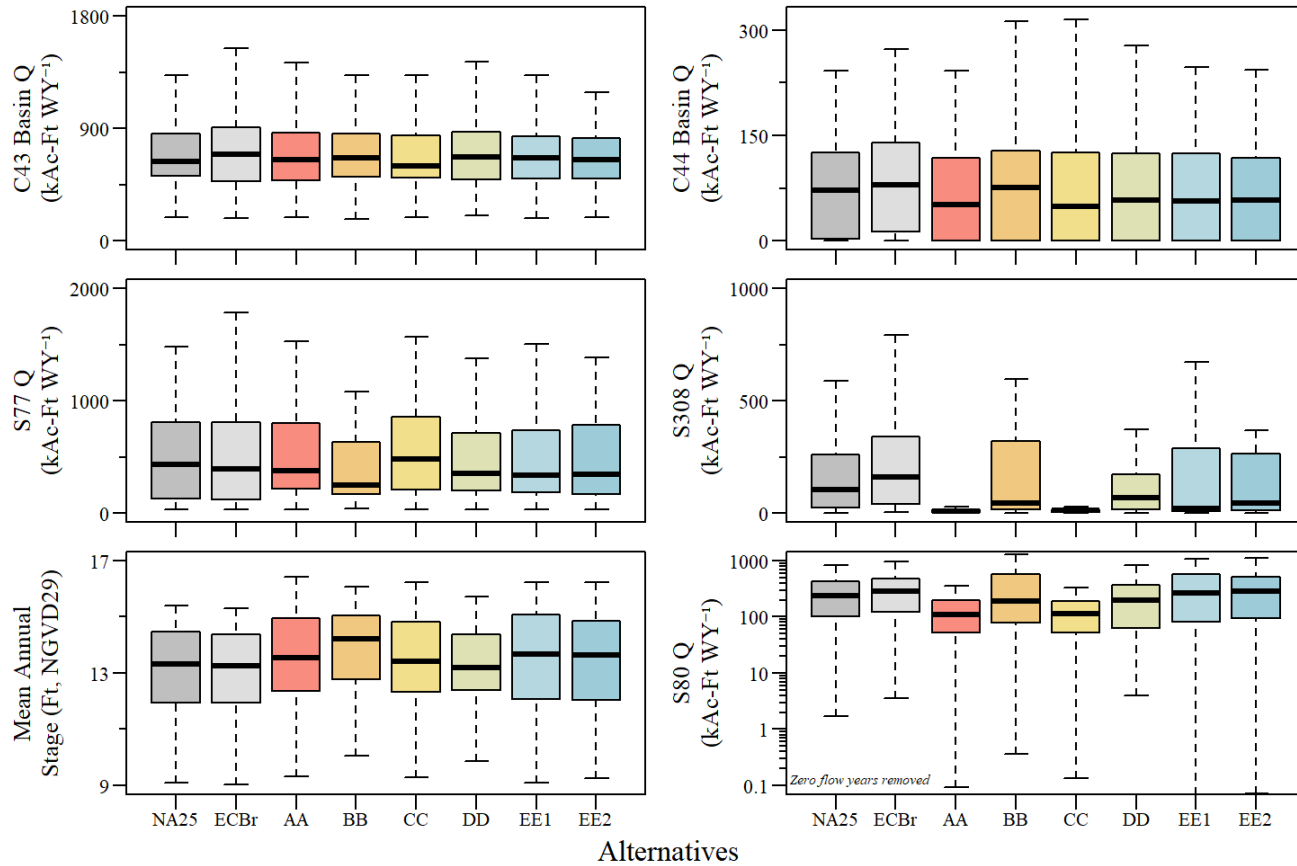 C43 Basin Q
(kAc-Ft WY⁻¹)
1800
900
0
C44 Basin Q
(kAc-Ft WY⁻¹)
300
150
0
S77 Q
(kAc-Ft WY⁻¹)
2000
1000
0
S308 Q
(kAc-Ft WY⁻¹)
1000
500
0
Mean Annual
Stage (Ft, NGVD29)
17
13
9
NA25 ECBr AA BB CC DD EE1 EE2
S80 Q
(kAc-Ft WY⁻¹)
1000
100
10
1
0.1
Zero flow years removed
NA25 ECBr AA BB CC DD EE1 EE2
Alternatives